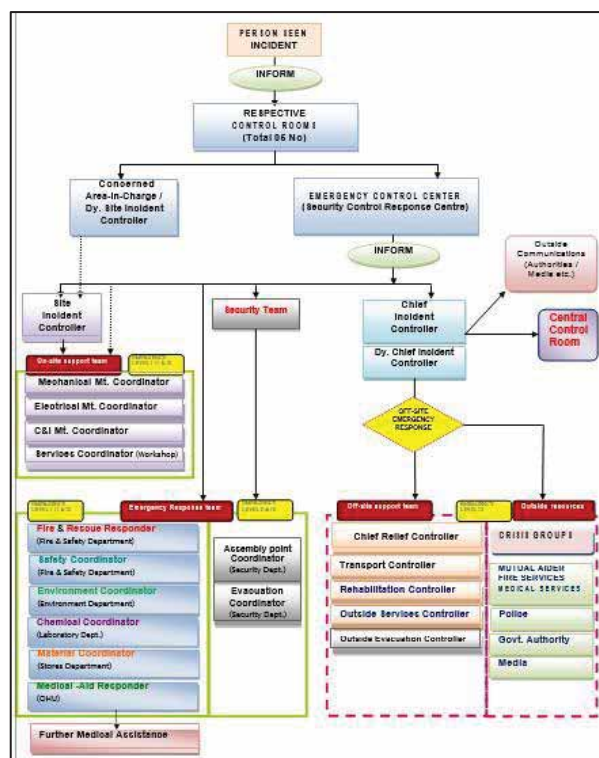 PERSON SEEN
INCIDENT
INFORM
RESPECTIVE
CONTROL ROOMS
(Total 05 No)
Concerned
Area-In-Charge /
Dy. Site Incident
Controller
EMERGENCY CONTROL CENTER
(Security Control Response Centre)
INFORM
Outside
Communications
(Authorities /
Media etc.)
Site
Incident
Controller
Security Team
Chief
Incident
Controller
Dy. Chief Incident
Controller
Central
Control
Room
On-site support team
Mechanical Mt. Coordinator
Electrical Mt. Coordinator
C&I Mt. Coordinator
Services Coordinator (Workshop)
OFF-SITE
EMERGENCY
RESPONSE
Emergency Response team
Fire & Rescue Responder
(Fire & Safety Department)
Safety Coordinator
(Fire & Safety Department)
Environment Coordinator
(Environment Department)
Chemical Coordinator
(Laboratory Dept.)
Material Coordinator
(Stores Department)
Medical -Aid Responder
(OHU)
Further Medical Assistance
Assembly point
Coordinator
(Security Dept.)
Evacuation
Coordinator
(Security Dept.)
Off-site support team
Chief Relief Controller
Transport Controller
Rehabilitation Controller
Outside Services Controller
Outside Evacuation Controller
Outside resources
CRISIS GROUPS
MUTUAL AIDER
FIRE SERVICES
MEDICAL SERVICES
Police
Govt. Authority
Media